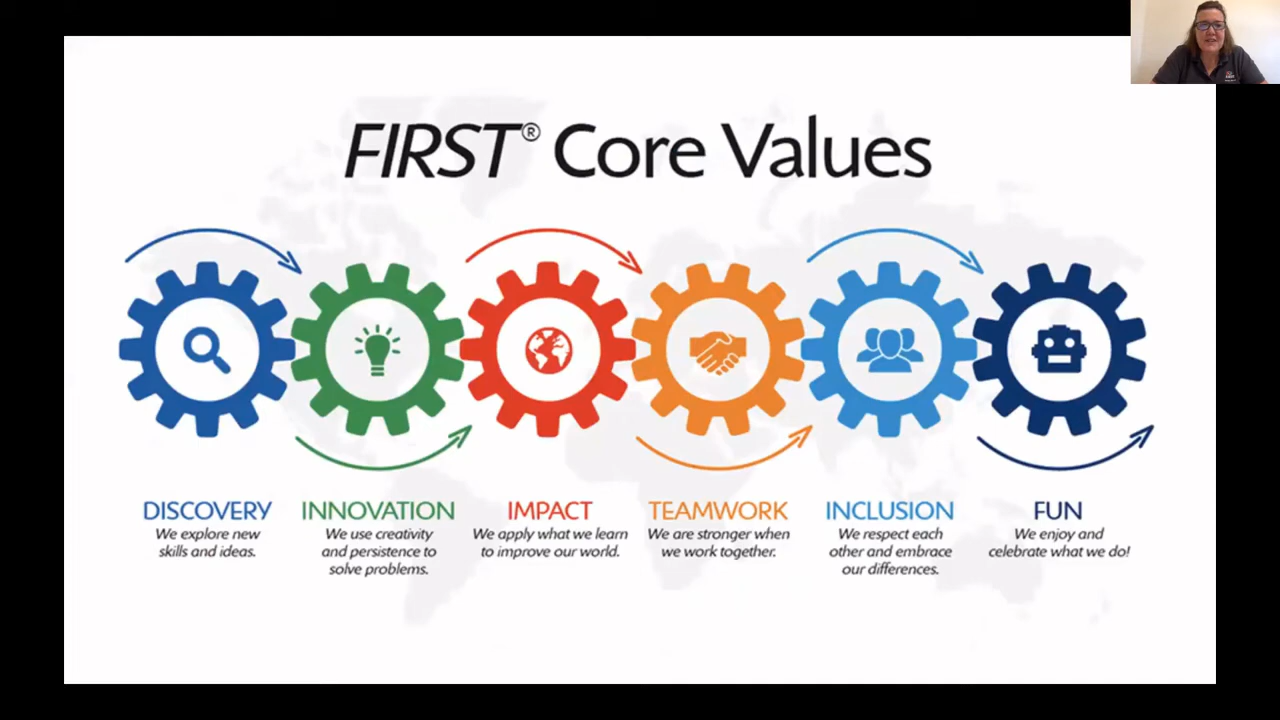 FIRST® Core Values
DISCOVERY
We explore new
skills and ideas.
INNOVATION
We use creativity
and persistence to
solve problems.
IMPACT
We apply what we learn
to improve our world.
TEAMWORK
We are stronger when
we work together.
INCLUSION
We respect each
other and embrace
our differences.
FUN
We enjoy and
celebrate what we do!